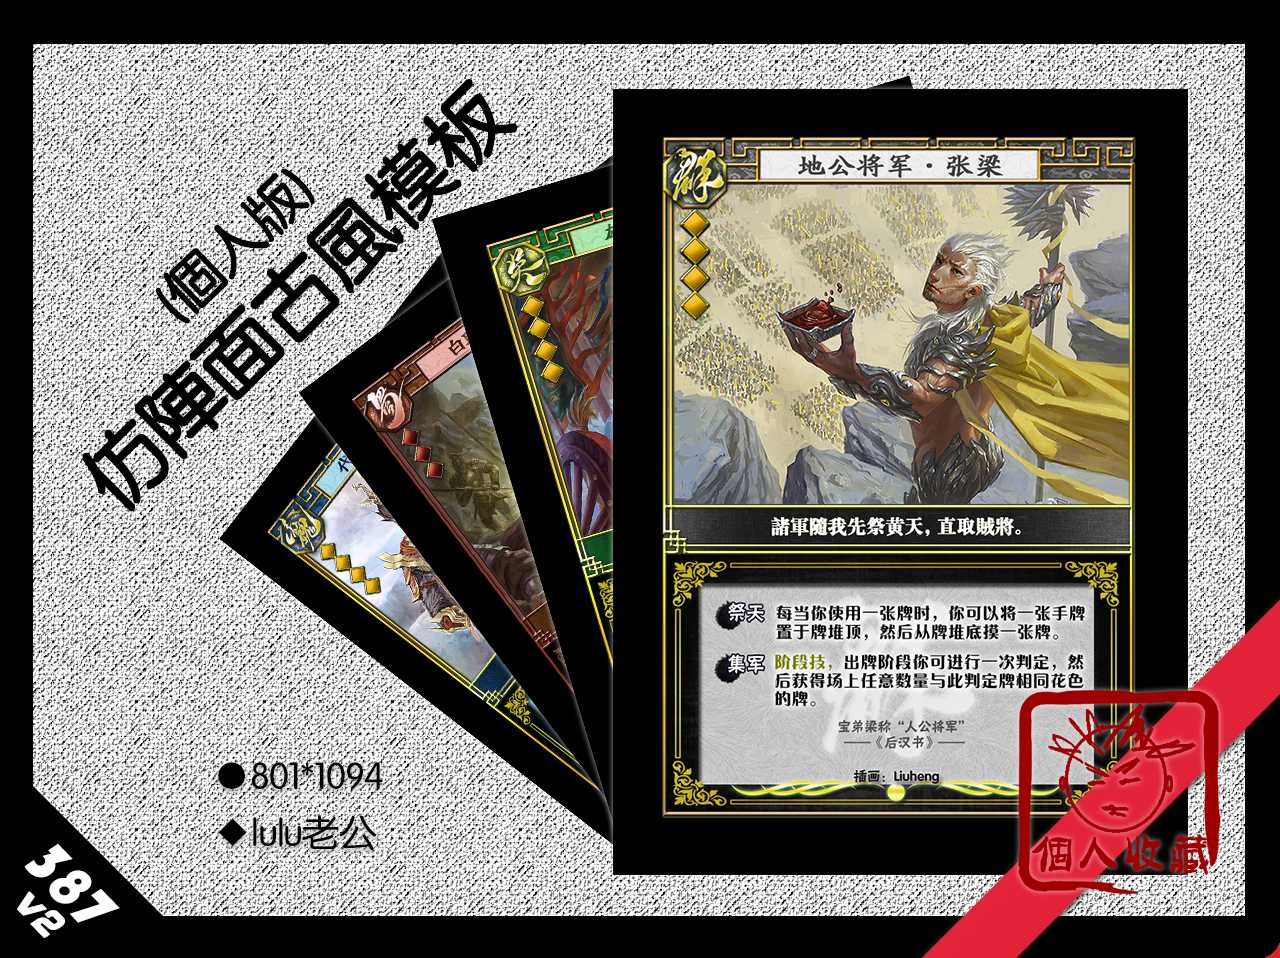 (個人版)
仿陣面古風模板
群
地公将军·张梁
諸軍隨我先祭黄天,直取贼將。
祭天 每当你使用一张牌时,你可以将一张手牌
置于牌堆顶,然后从牌堆底摸一张牌。
集军 阶段技,出牌阶段你可进行一次判定,然
后获得场上任意数量与此判定牌相同花色
的牌。
宝弟梁称“人公将军”
——《后汉书》——
插画:Liuheng
蜀
白
●801*1094
◆lulu老公
387
V2
個人收藏